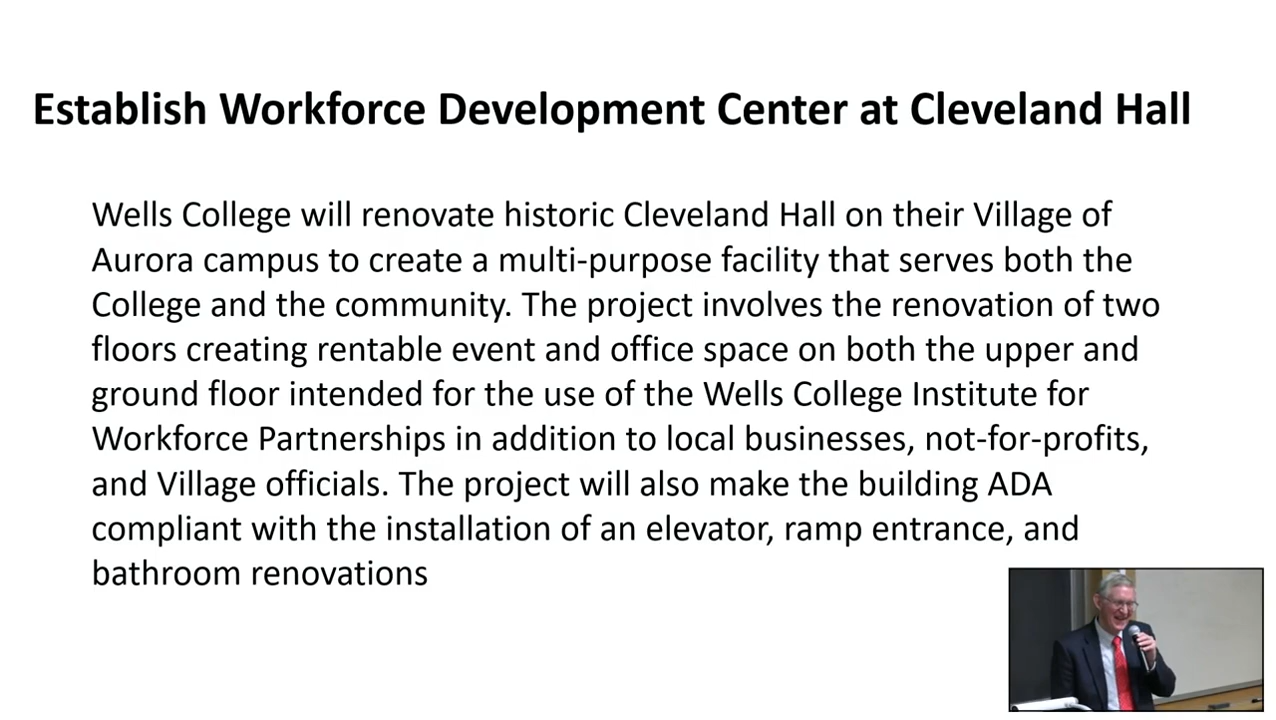 Establish Workforce Development Center at Cleveland Hall
Wells College will renovate historic Cleveland Hall on their Village of
Aurora campus to create a multi-purpose facility that serves both the
College and the community. The project involves the renovation of two
floors creating rentable event and office space on both the upper and
ground floor intended for the use of the Wells College Institute for
Workforce Partnerships in addition to local businesses, not-for-profits,
and Village officials. The project will also make the building ADA
compliant with the installation of an elevator, ramp entrance, and
bathroom renovations